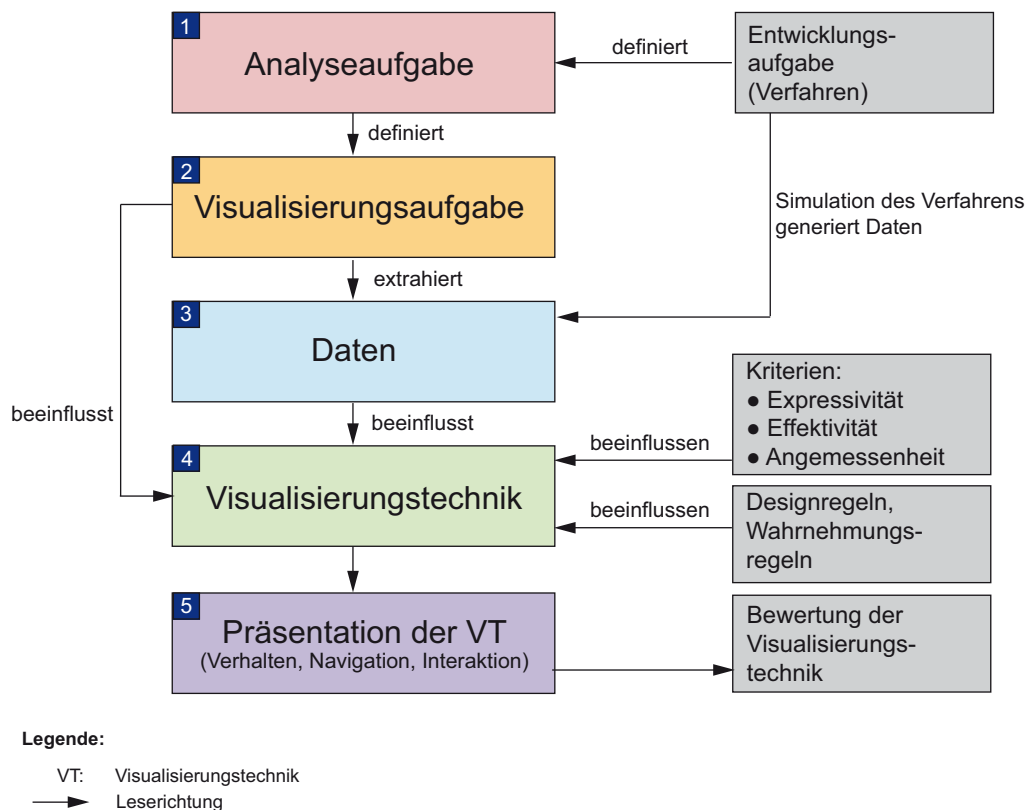 1
Analyseaufgabe
definiert
Entwicklungs-
aufgabe
(Verfahren)
definiert
2
Visualisierungsaufgabe
Simulation des Verfahrens
generiert Daten
extrahiert
3
Daten
beeinflusst
beeinflusst
Kriterien:
● Expressivität
● Effektivität
● Angemessenheit
beeinflussen
4
Visualisierungstechnik
beeinflussen
Designregeln,
Wahrnehmungs-
regeln
5
Präsentation der VT
(Verhalten, Navigation, Interaktion)
Bewertung der
Visualisierungs-
technik
Legende:
VT: Visualisierungstechnik
Leserichtung